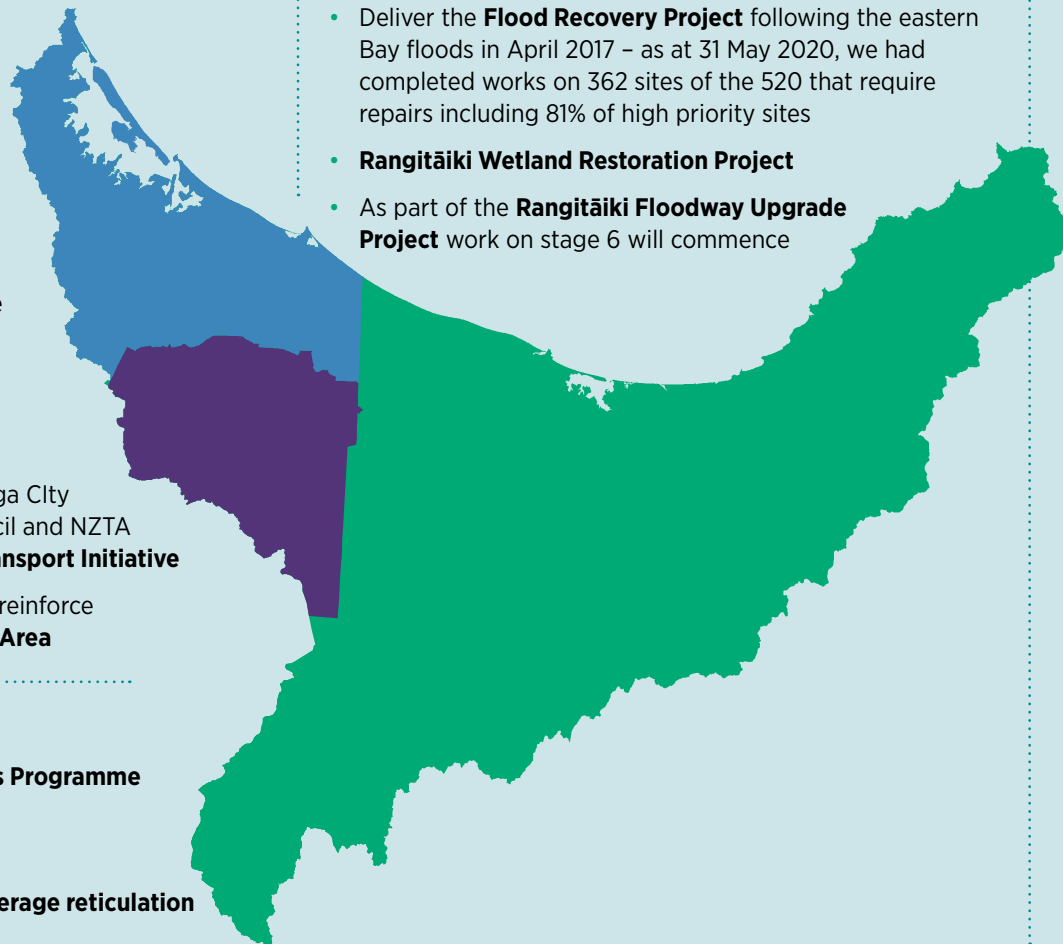 • Deliver the Flood Recovery Project following the eastern
Bay floods in April 2017 – as at 31 May 2020, we had
completed works on 362 sites of the 520 that require
repairs including 81% of high priority sites
• Rangitāiki Wetland Restoration Project
• As part of the Rangitāiki Floodway Upgrade
Project work on stage 6 will commence
ga CIty
cil and NZTA
ansport Initiative
reinforce
Area
s Programme
erage reticulation